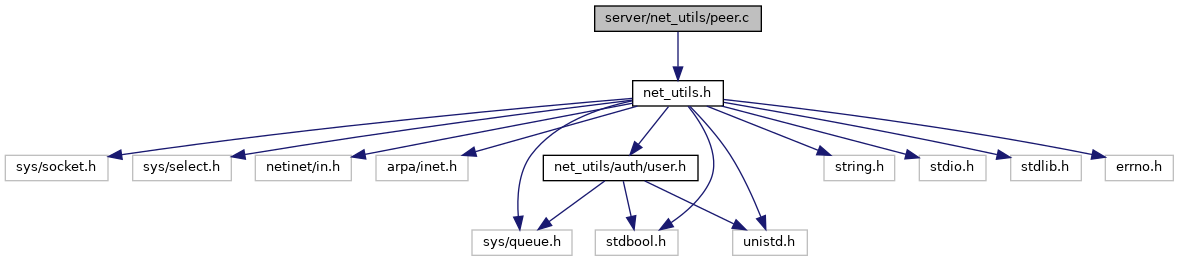 server/net_utils/peer.c
net_utils.h
sys/socket.h
sys/select.h
netinet/in.h
arpa/inet.h
net_utils/auth/user.h
string.h
stdio.h
stdlib.h
errno.h
sys/queue.h
stdbool.h
unistd.h